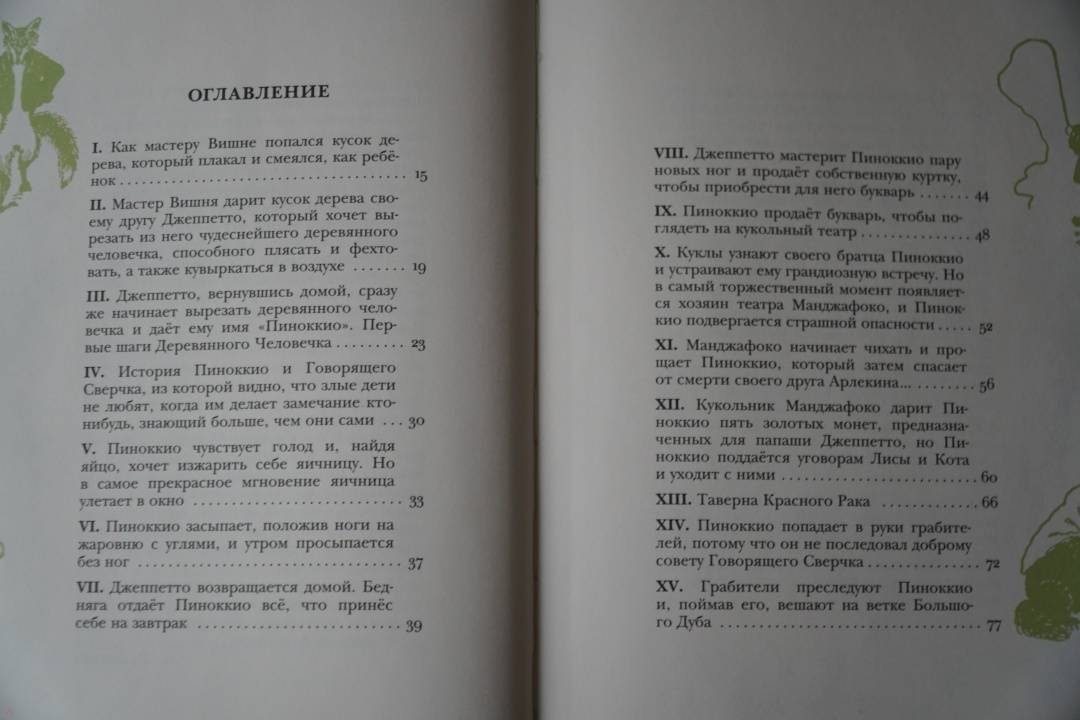 ОГЛАВЛЕНИЕ
I. Как мастеру Вишне попался кусок де-
рева, который плакал и смеялся, как ребё-
нок ..................................... 15
II. Мастер Вишня дарит кусок дерева сво-
ему другу Джеппетто, который хочет вы-
резать из него чудеснейшего деревянного
человечка, способного плясать и фехто-
вать, а также кувыркаться в воздухе ....... 19
III. Джеппетто, вернувшись домой, сразу
же начинает вырезать деревянного чело-
вечка и даёт ему имя «Пиноккио». Пер-
вые шаги Деревянного Человечка ......... 23
IV. История Пиноккио и Говорящего
Сверчка, из которой видно, что злые дети
не любят, когда им делает замечание кто-
нибудь, знающий больше, чем они сами ... 30
V. Пиноккио чувствует голод и, найдя
яйцо, хочет изжарить себе яичницу. Но
в самое прекрасное мгновение яичница
улетает в окно ........................... 33
VI. Пиноккио засыпает, положив ноги на
жаровню с углями, и утром просыпается
без ног .................................. 37
VII. Джеппетто возвращается домой. Бед-
няга отдаёт Пиноккио всё, что принёс
себе на завтрак .......................... 39
VIII. Джеппетто мастерит Пиноккио пару
новых ног и продаёт собственную куртку,
чтобы приобрести для него букварь ....... 44
IX. Пиноккио продаёт букварь, чтобы по-
глядеть на кукольный театр .............. 48
X. Куклы узнают своего братца Пиноккио
и устраивают ему грандиозную встречу. Но
в самый торжественный момент появляет-
ся хозяин театра Манджафоко, и Пинок-
кио подвергается страшной опасности ..... 52
XI. Манджафоко начинает чихать и про-
щает Пиноккио, который затем спасает
от смерти своего друга Арлекина... ........ 56
XII. Кукольник Манджафоко дарит Пи-
ноккио пять золотых монет, предназна-
ченных для папаши Джеппетто, но Пи-
ноккио поддаётся уговорам Лисы и Кота
и уходит с ними ......................... 60
XIII. Таверна Красного Рака ............ 66
XIV. Пиноккио попадает в руки грабите-
лей, потому что он не последовал доброму
совету Говорящего Сверчка .............. 72
XV. Грабители преследуют Пиноккио
и, поймав его, вешают на ветке Большо-
го Дуба ................................. 77